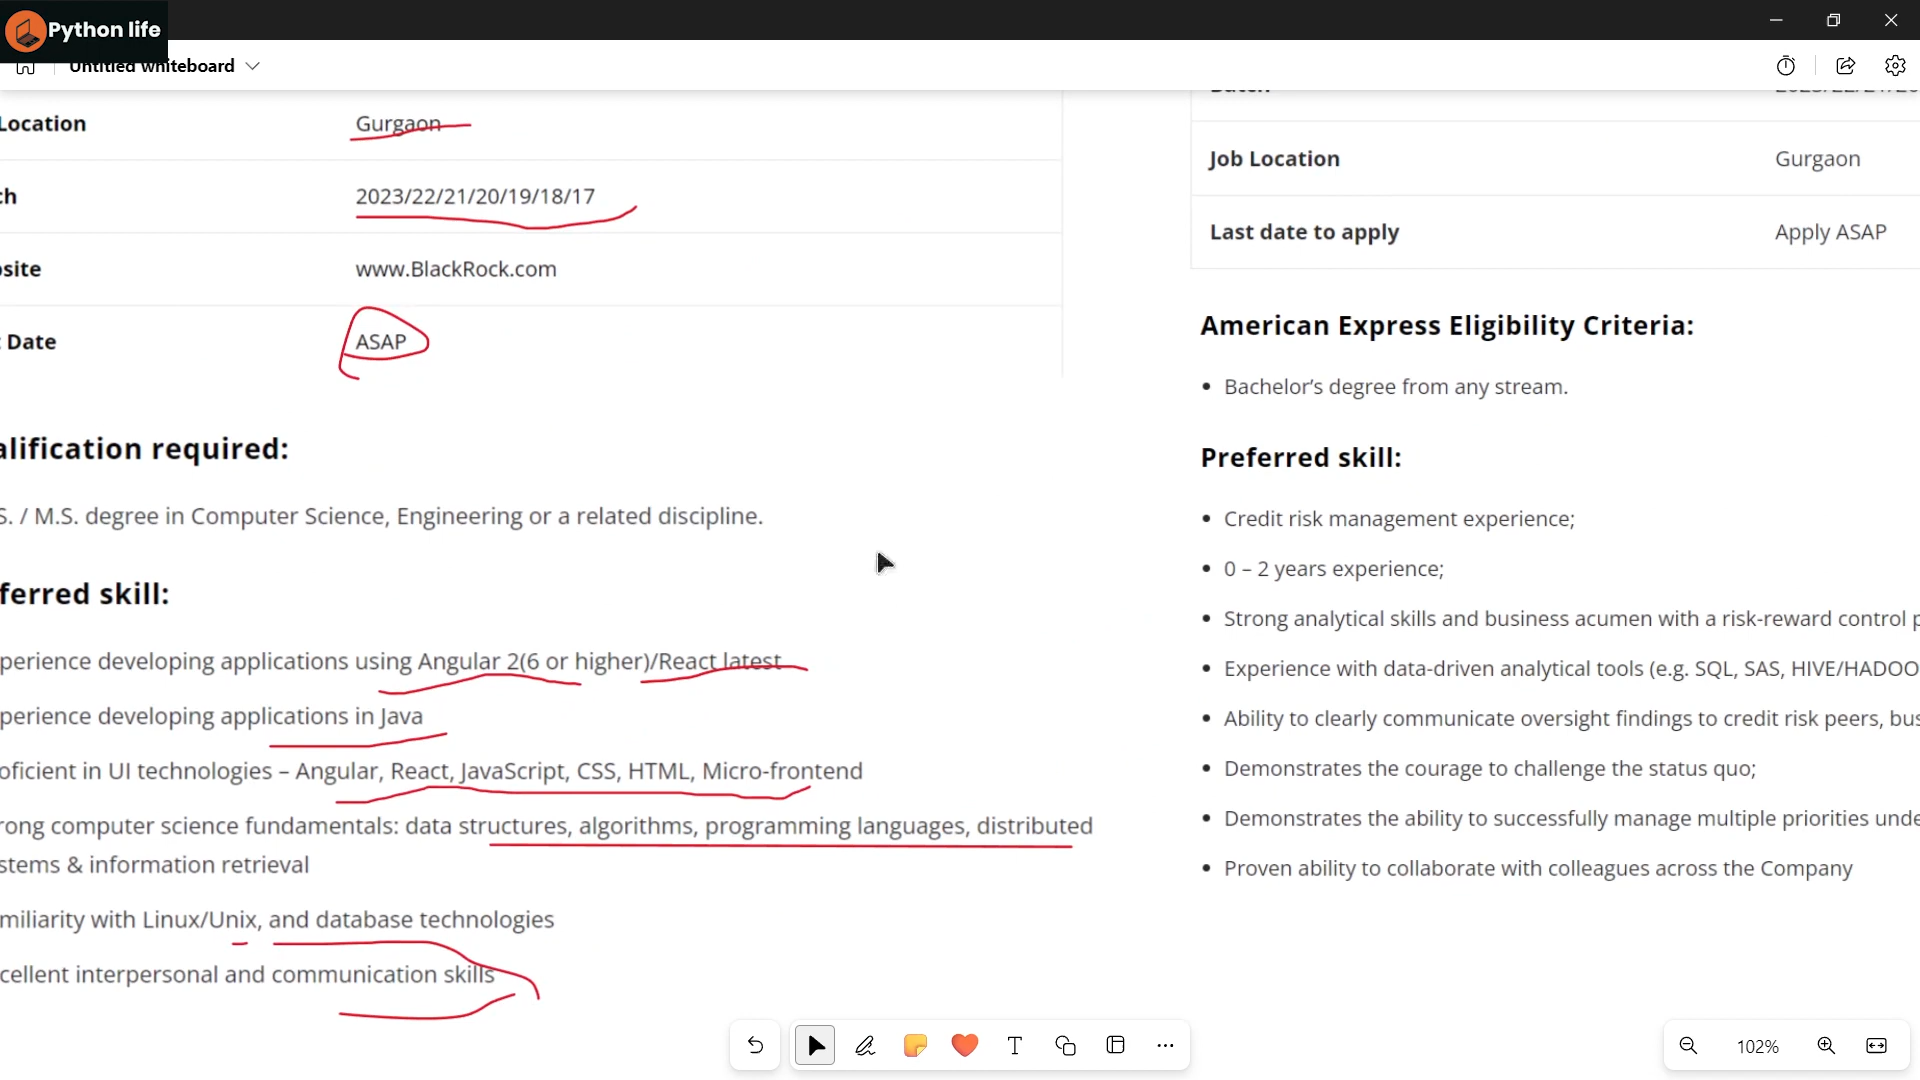 Python life
Untitled whiteboard
Location Gurgaon
2023/22/21/20/19/18/17
www.BlackRock.com
Date ASAP
alification required:
S. / M.S. degree in Computer Science, Engineering or a related discipline.
ferred skill:
perience developing applications using Angular 2(6 or higher)/React latest
perience developing applications in Java
oficient in UI technologies – Angular, React, JavaScript, CSS, HTML, Micro-frontend
rong computer science fundamentals: data structures, algorithms, programming languages, distributed
stems & information retrieval
miliarity with Linux/Unix, and database technologies
cellent interpersonal and communication skills
Job Location Gurgaon
Last date to apply Apply ASAP
American Express Eligibility Criteria:
• Bachelor’s degree from any stream.
Preferred skill:
• Credit risk management experience;
• 0 – 2 years experience;
• Strong analytical skills and business acumen with a risk-reward control p
• Experience with data-driven analytical tools (e.g. SQL, SAS, HIVE/HADOO
• Ability to clearly communicate oversight findings to credit risk peers, bus
• Demonstrates the courage to challenge the status quo;
• Demonstrates the ability to successfully manage multiple priorities unde
• Proven ability to collaborate with colleagues across the Company
102%